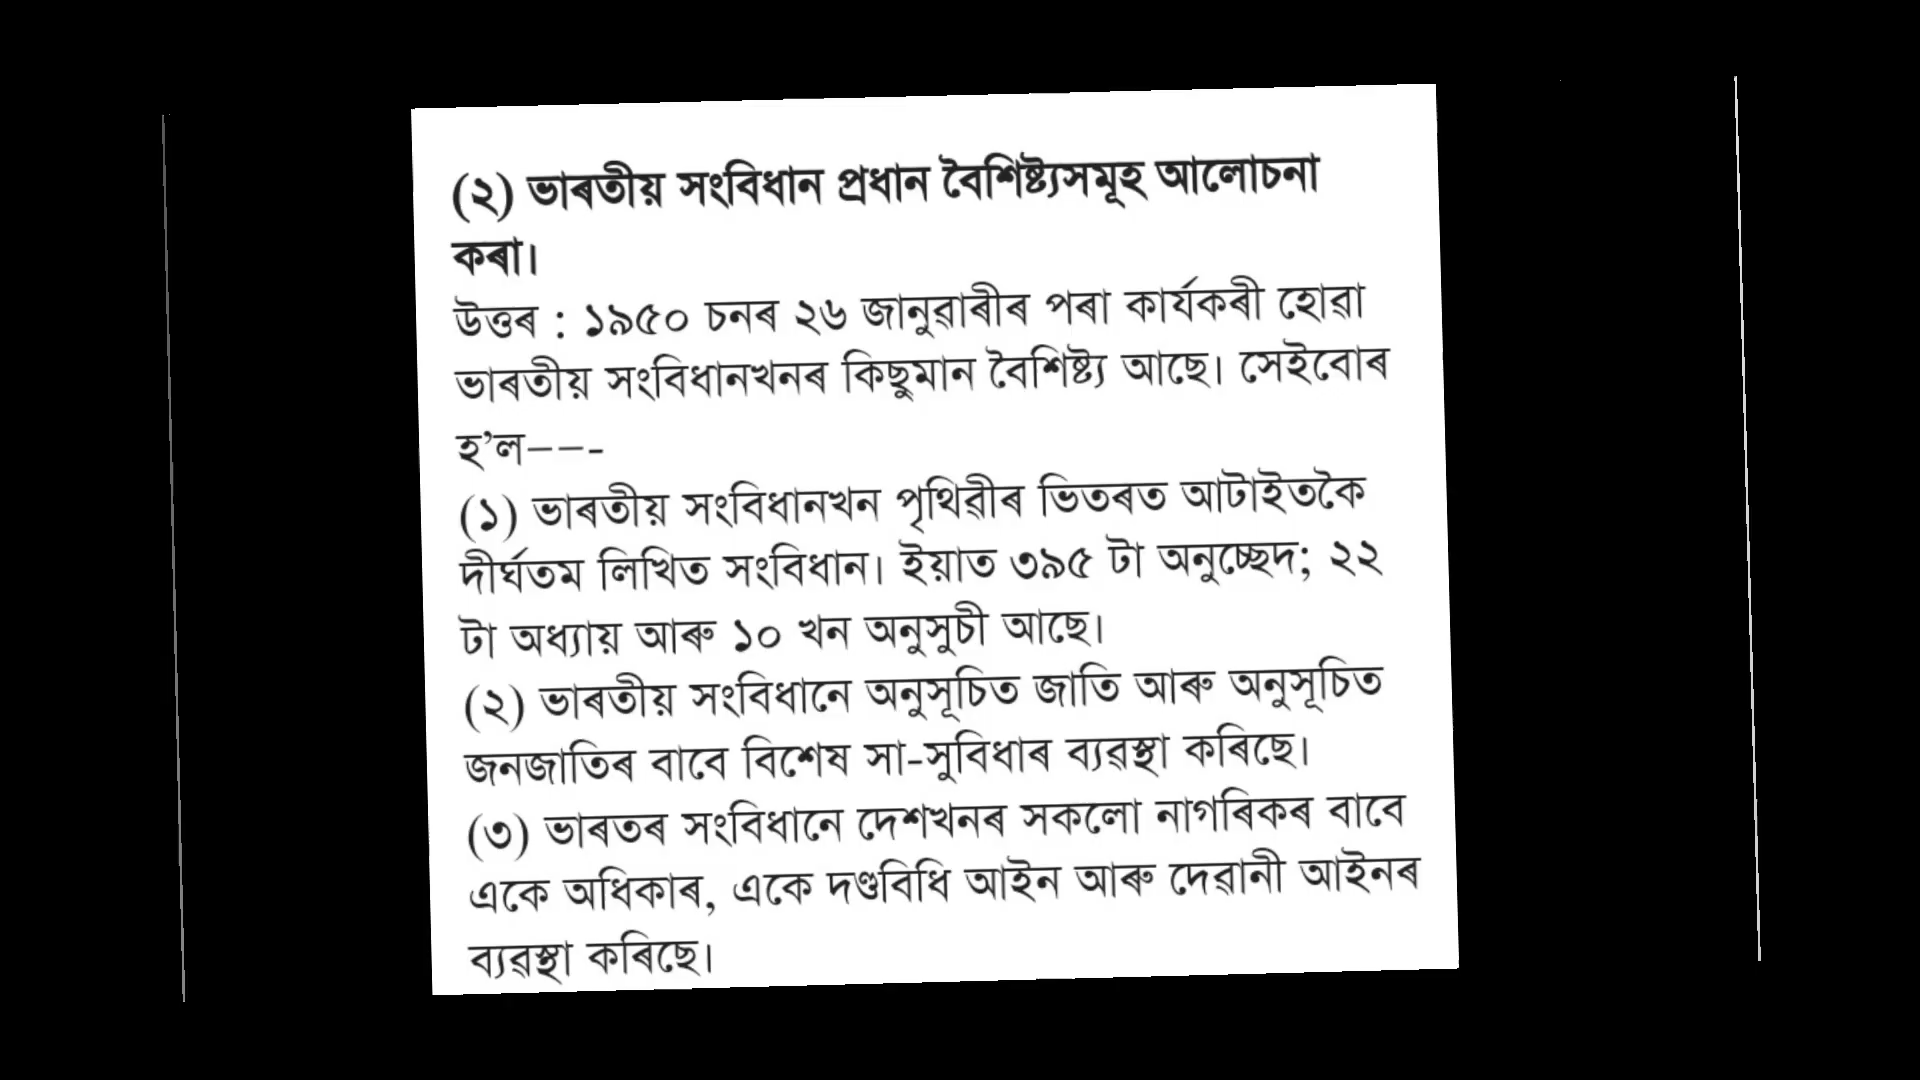 (২) ভাৰতীয় সংবিধান প্ৰধান বৈশিষ্ট্যসমূহ আলোচনা
কৰা।
উত্তৰ : ১৯৫০ চনৰ ২৬ জানুৱাৰীৰ পৰা কাৰ্যকৰী হোৱা
ভাৰতীয় সংবিধানখনৰ কিছুমান বৈশিষ্ট্য আছে। সেইবোৰ
হ’ল––-
(১) ভাৰতীয় সংবিধানখন পৃথিৱীৰ ভিতৰত আটাইতকৈ
দীৰ্ঘতম লিখিত সংবিধান। ইয়াত ৩৯৫ টা অনুচ্ছেদ; ২২
টা অধ্যায় আৰু ১০ খন অনুসুচী আছে।
(২) ভাৰতীয় সংবিধানে অনুসূচিত জাতি আৰু অনুসূচিত
জনজাতিৰ বাবে বিশেষ সা-সুবিধাৰ ব্যৱস্থা কৰিছে।
(৩) ভাৰতৰ সংবিধানে দেশখনৰ সকলো নাগৰিকৰ বাবে
একে অধিকাৰ, একে দণ্ডবিধি আইন আৰু দেৱানী আইনৰ
ব্যৱস্থা কৰিছে।